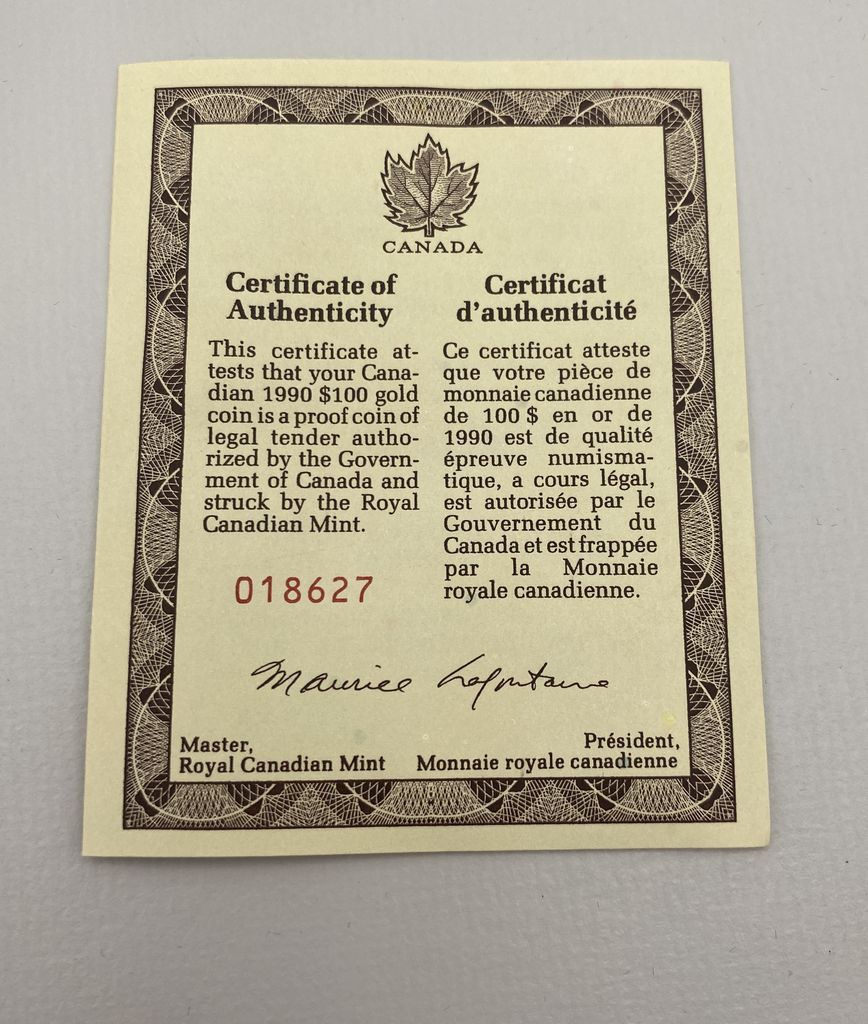 CANADA
Certificate of
Authenticity
This certificate at-
tests that your Cana-
dian 1990 $100 gold
coin is a proof coin of
legal tender autho-
rized by the Govern-
ment of Canada and
struck by the Royal
Canadian Mint.
018627
Certificat
d'authenticité
Ce certificat atteste
que votre pièce de
monnaie canadienne
de 100 $ en or de
1990 est de qualité
épreuve numisma-
tique, a cours légal,
est autorisée par le
Gouvernement du
Canada et est frappée
par la Monnaie
royale canadienne.
Maurice Lafontaine
Master,
Royal Canadian Mint
Président,
Monnaie royale canadienne